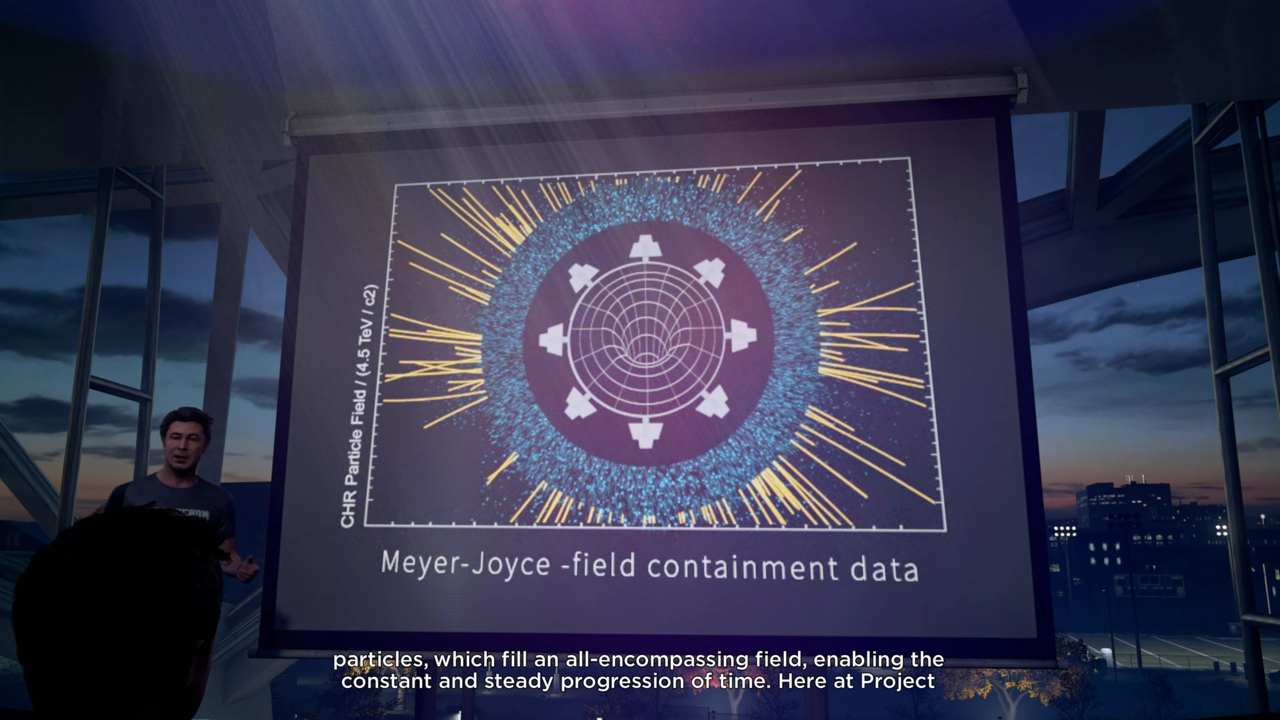 CHR Particle Field / (4.5 TeV / c2)
Meyer-Joyce -field containment data
particles, which fill an all-encompassing field, enabling the
constant and steady progression of time. Here at Project